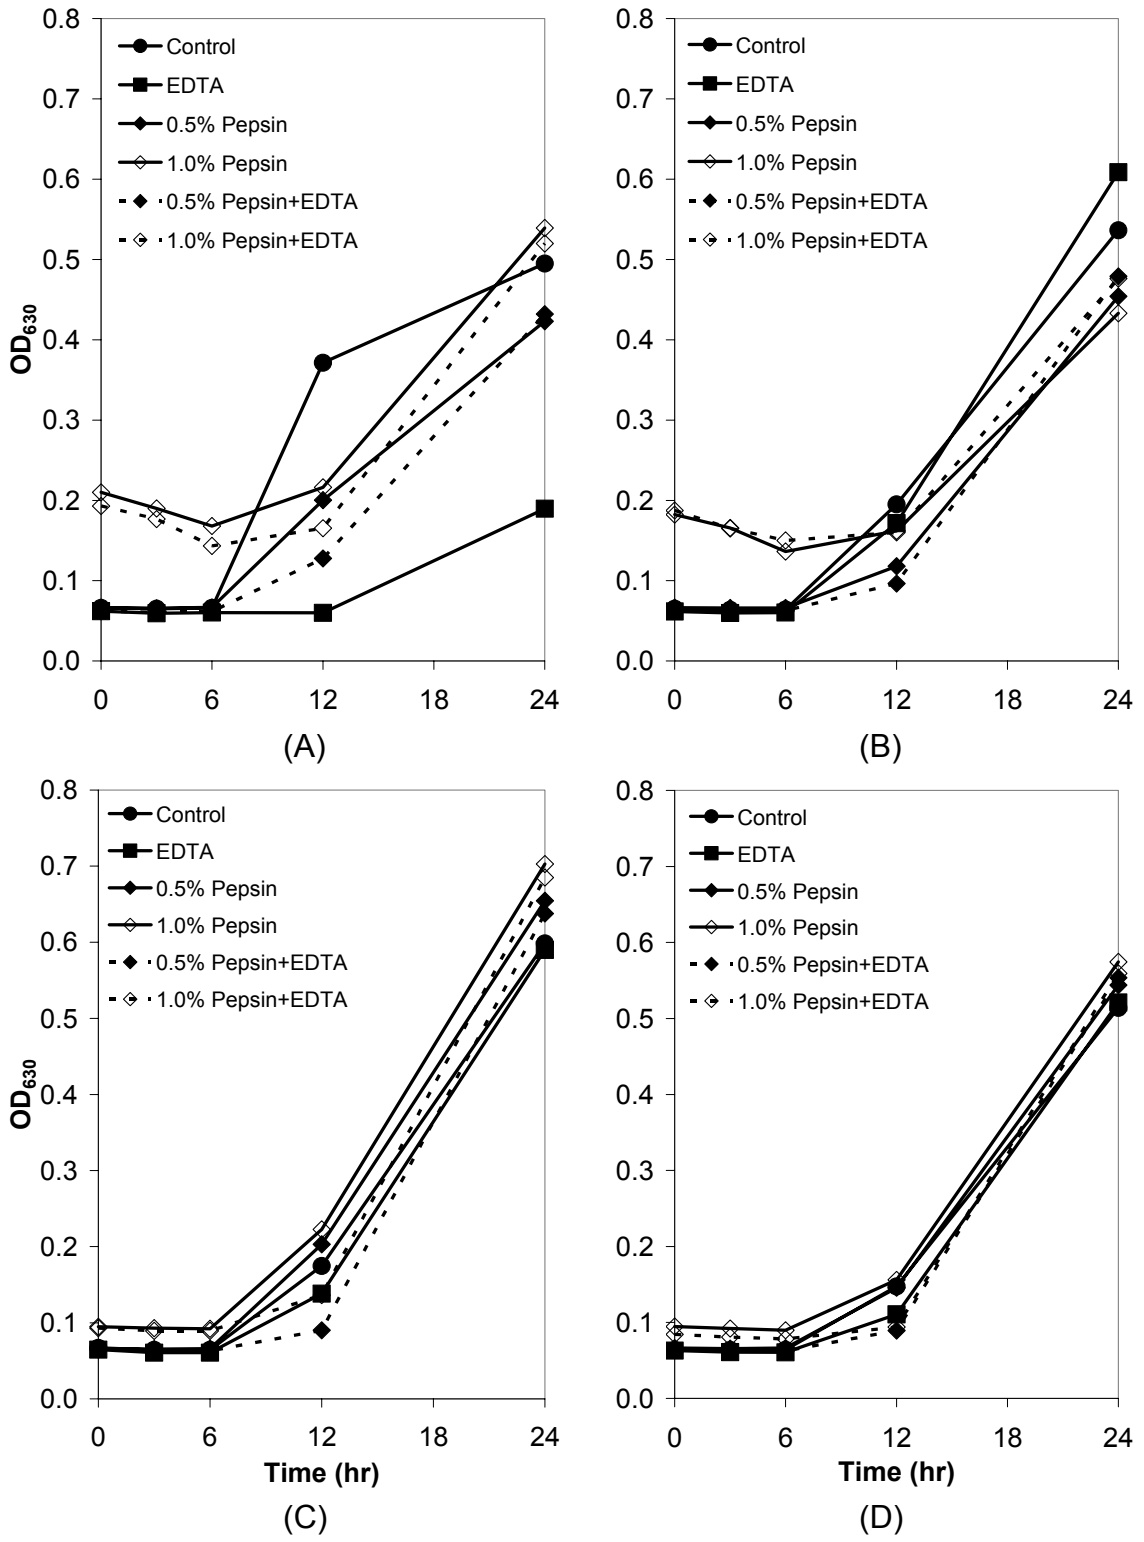 0.8
0.7
0.6
0.5
0.4
0.3
0.2
0.1
0.0
OD630
Control
EDTA
0.5% Pepsin
1.0% Pepsin
0.5% Pepsin+EDTA
1.0% Pepsin+EDTA
0 6 12 18 24
(A)
0.8
0.7
0.6
0.5
0.4
0.3
0.2
0.1
0.0
Control
EDTA
0.5% Pepsin
1.0% Pepsin
0.5% Pepsin+EDTA
1.0% Pepsin+EDTA
0 6 12 18 24
(B)
0.8
0.7
0.6
0.5
0.4
0.3
0.2
0.1
0.0
OD630
Control
EDTA
0.5% Pepsin
1.0% Pepsin
0.5% Pepsin+EDTA
1.0% Pepsin+EDTA
0 6 12 18 24
Time (hr)
(C)
0.8
0.7
0.6
0.5
0.4
0.3
0.2
0.1
0.0
Control
EDTA
0.5% Pepsin
1.0% Pepsin
0.5% Pepsin+EDTA
1.0% Pepsin+EDTA
0 6 12 18 24
Time (hr)
(D)